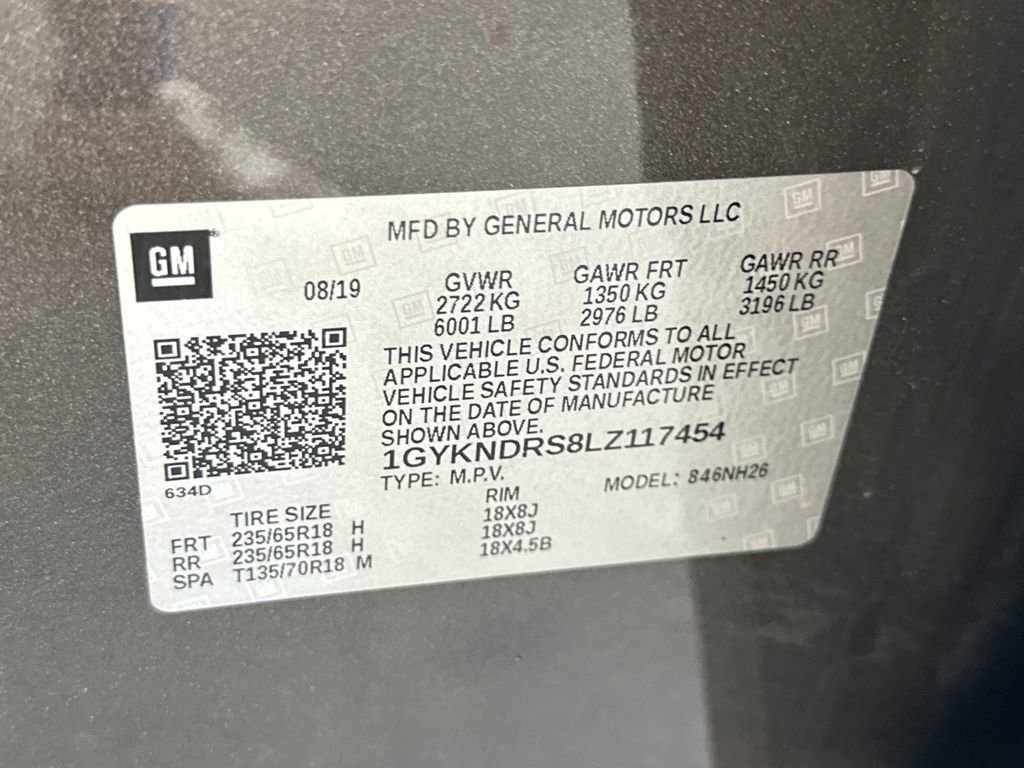 MFD BY GENERAL MOTORS LLC
GM
08/19
GVWR GAWR FRT GAWR RR
2722 KG 1350 KG 1450 KG
6001 LB 2976 LB 3196 LB
THIS VEHICLE CONFORMS TO ALL
APPLICABLE U.S. FEDERAL MOTOR
VEHICLE SAFETY STANDARDS IN EFFECT
ON THE DATE OF MANUFACTURE
SHOWN ABOVE.
1GYKNDRS8LZ117454
TYPE: M.P.V. MODEL: 846NH26
634D
TIRE SIZE RIM
FRT 235/65R18 H 18X8J
RR 235/65R18 H 18X8J
SPA T135/70R18 M 18X4.5B